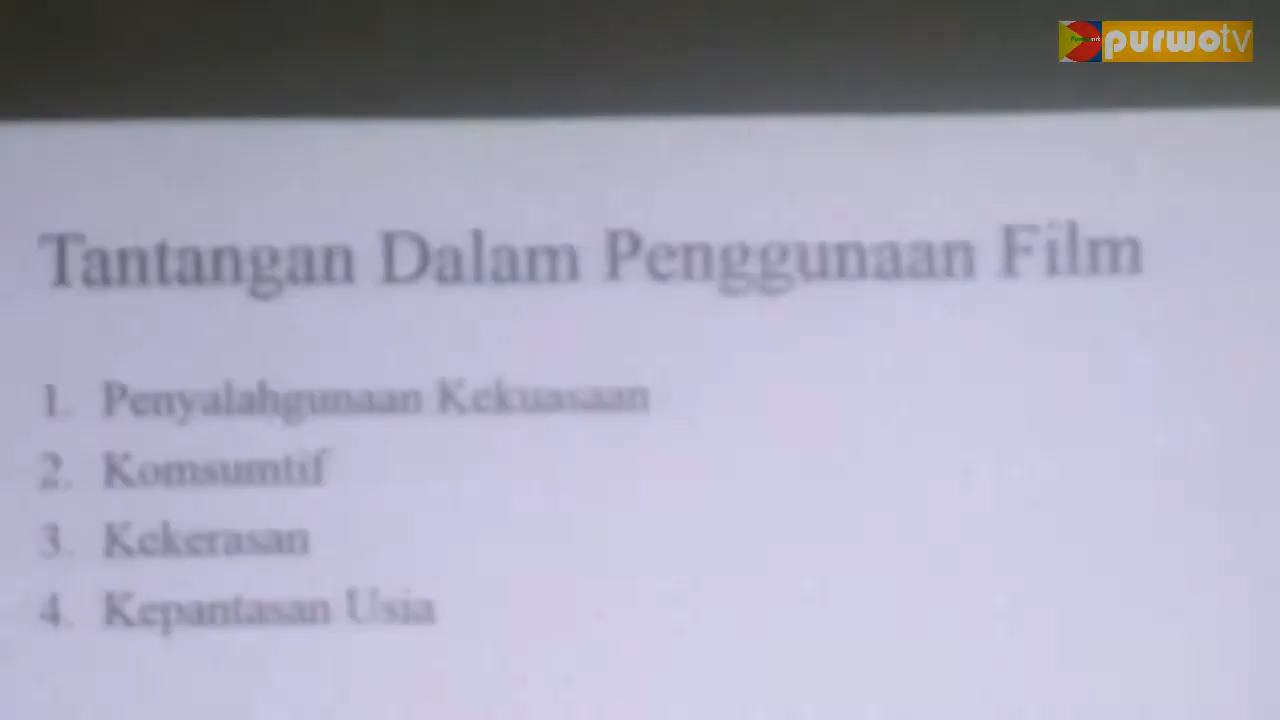 purwotv
Tantangan Dalam Penggunaan Film
1. Penyalahgunaan Kekuasaan
2. Komsumtif
3. Kekerasan
4. Kepantasan Usia